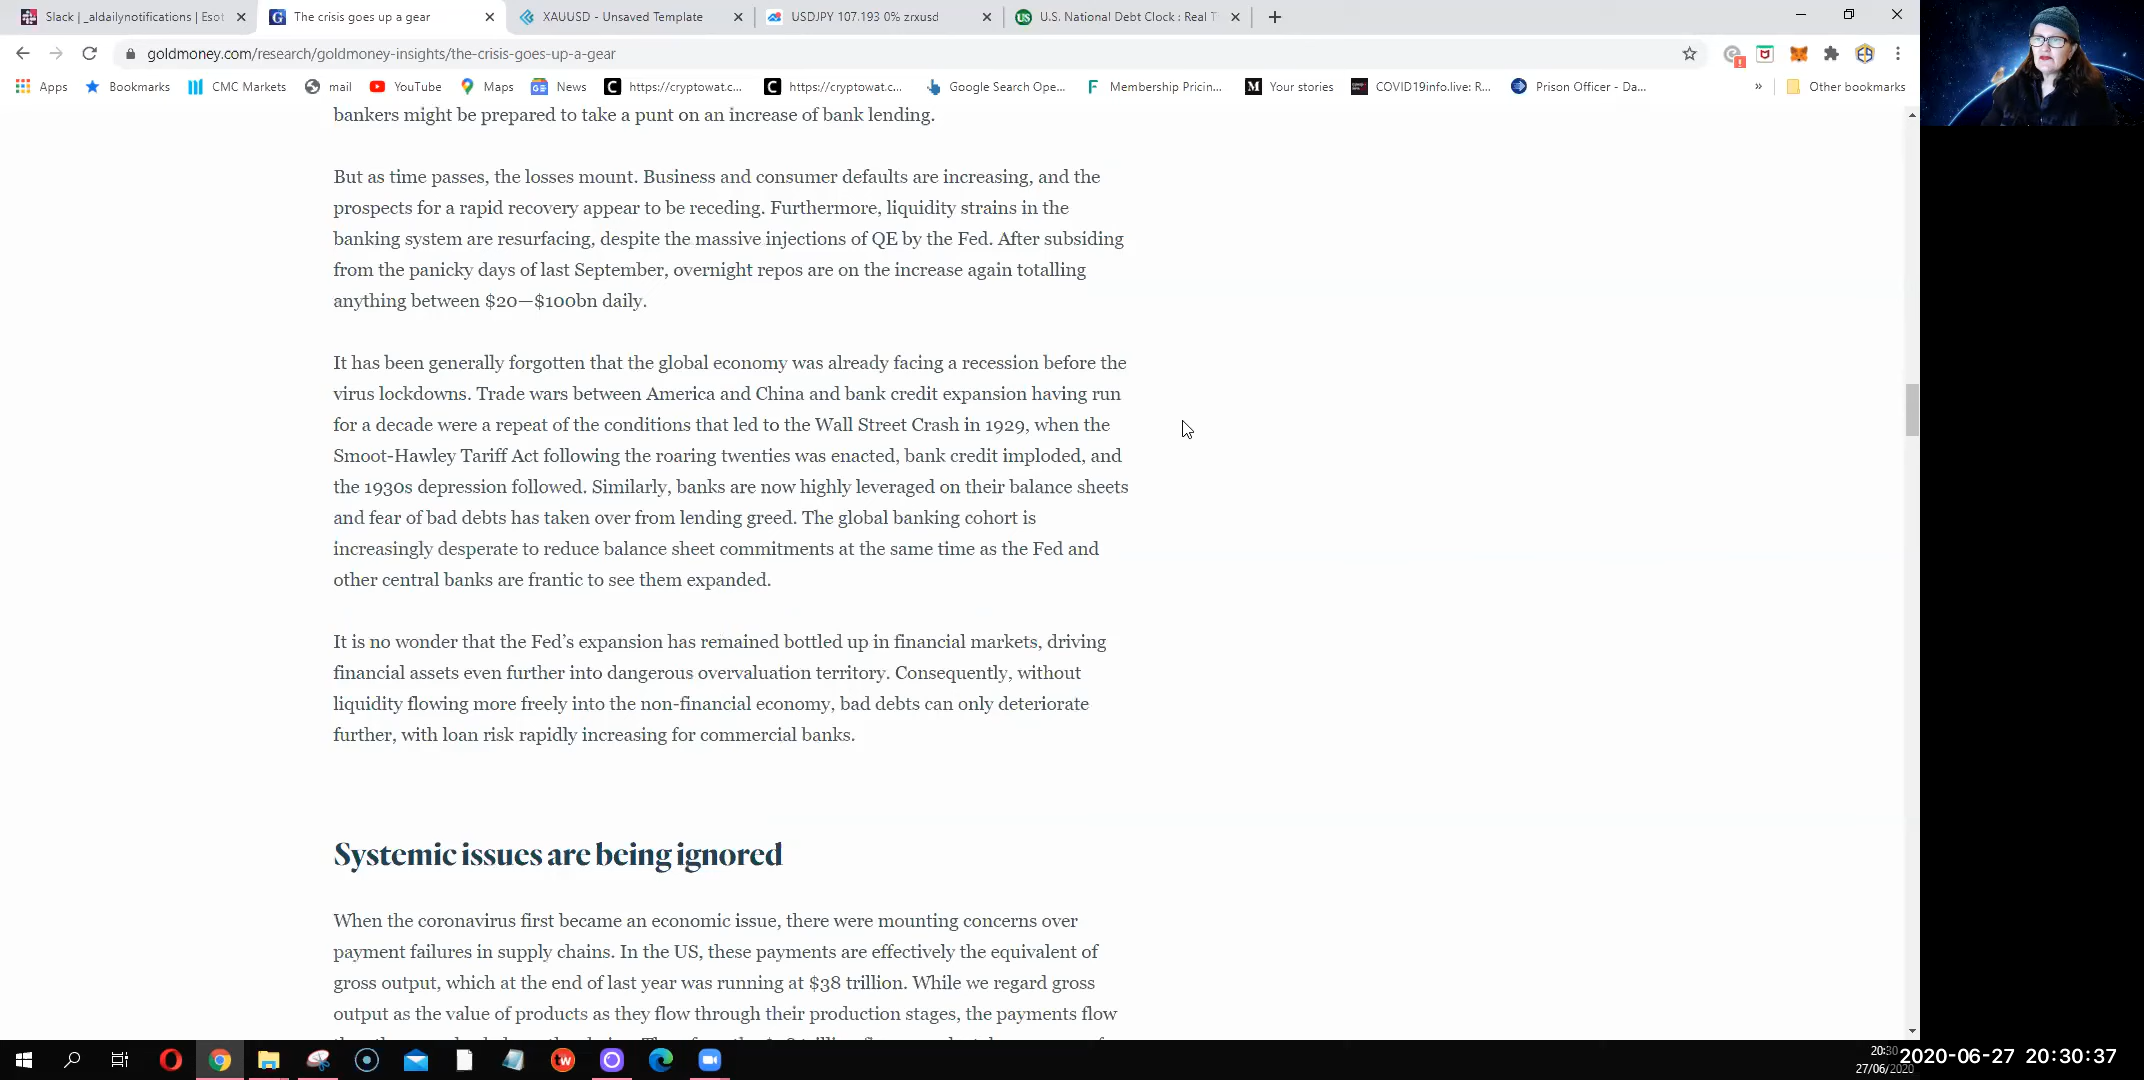 Slack | _aldailynotifications | Esot
The crisis goes up a gear
XAUUSD - Unsaved Template
USDJPY 107.193 0% zrxusd
U.S. National Debt Clock : Real T
goldmoney.com/research/goldmoney-insights/the-crisis-goes-up-a-gear
Apps
Bookmarks
CMC Markets
mail
YouTube
Maps
News
https://cryptowat.c...
https://cryptowat.c...
Google Search Ope...
Membership Pricin...
Your stories
COVID19info.live: R...
Prison Officer - Da...
»
Other bookmarks
bankers might be prepared to take a punt on an increase of bank lending.
But as time passes, the losses mount. Business and consumer defaults are increasing, and the
prospects for a rapid recovery appear to be receding. Furthermore, liquidity strains in the
banking system are resurfacing, despite the massive injections of QE by the Fed. After subsiding
from the panicky days of last September, overnight repos are on the increase again totalling
anything between $20—$100bn daily.
It has been generally forgotten that the global economy was already facing a recession before the
virus lockdowns. Trade wars between America and China and bank credit expansion having run
for a decade were a repeat of the conditions that led to the Wall Street Crash in 1929, when the
Smoot-Hawley Tariff Act following the roaring twenties was enacted, bank credit imploded, and
the 1930s depression followed. Similarly, banks are now highly leveraged on their balance sheets
and fear of bad debts has taken over from lending greed. The global banking cohort is
increasingly desperate to reduce balance sheet commitments at the same time as the Fed and
other central banks are frantic to see them expanded.
It is no wonder that the Fed's expansion has remained bottled up in financial markets, driving
financial assets even further into dangerous overvaluation territory. Consequently, without
liquidity flowing more freely into the non-financial economy, bad debts can only deteriorate
further, with loan risk rapidly increasing for commercial banks.
Systemic issues are being ignored
When the coronavirus first became an economic issue, there were mounting concerns over
payment failures in supply chains. In the US, these payments are effectively the equivalent of
gross output, which at the end of last year was running at $38 trillion. While we regard gross
output as the value of products as they flow through their production stages, the payments flow
20:30
27/06/2020
2020-06-27 20:30:37